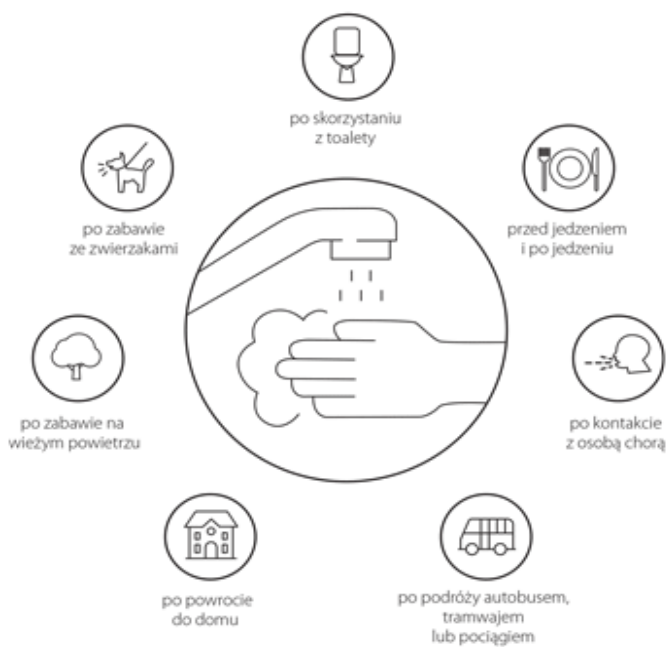 po skorzystaniu
z toalety
przed jedzeniem
i po jedzeniu
po kontakcie
z osobą chorą
po podróży autobusem,
tramwajem
lub pociągiem
po powrocie
do domu
po zabawie na
wieżym powietrzu
po zabawie
ze zwierzakami